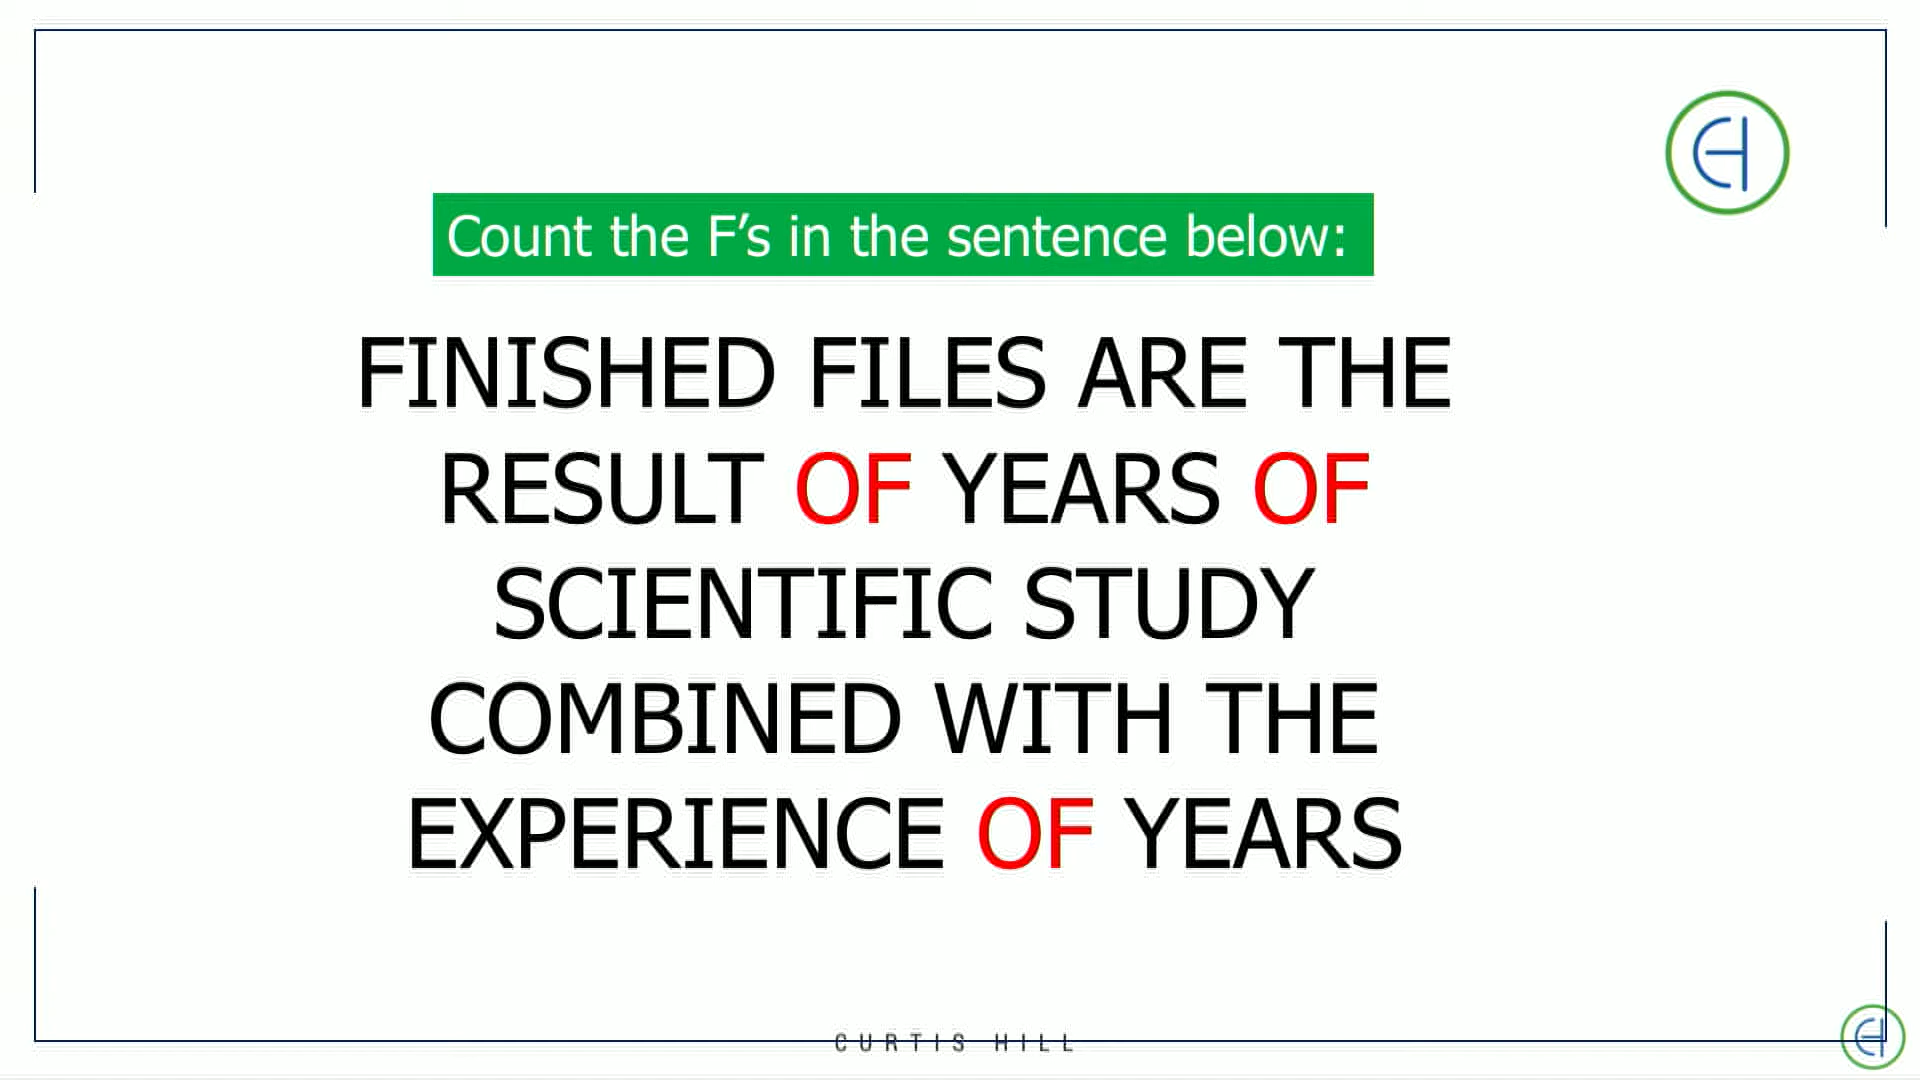 Count the F’s in the sentence below:
FINISHED FILES ARE THE
RESULT OF YEARS OF
SCIENTIFIC STUDY
COMBINED WITH THE
EXPERIENCE OF YEARS
CURTIS HILL